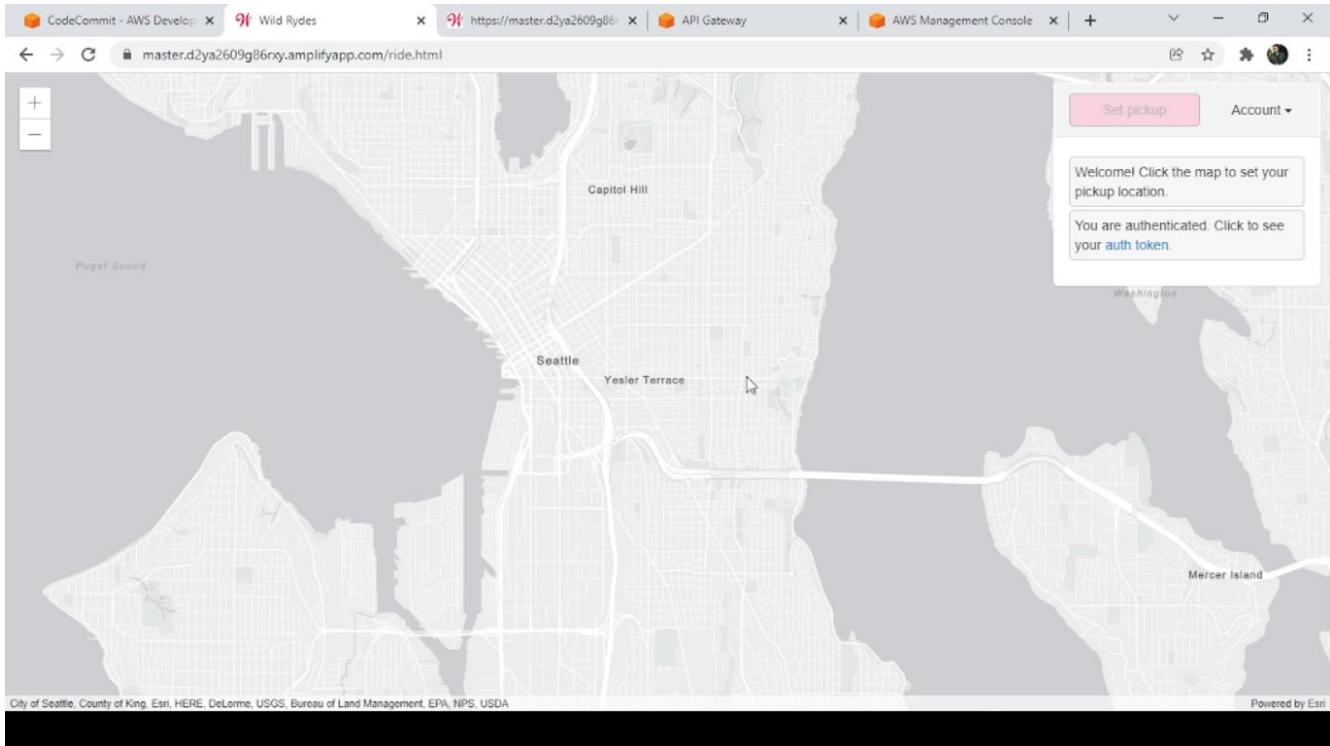 CodeCommit - AWS Develop
Wild Rydes
https://master.d2ya2609g86
API Gateway
AWS Management Console
master.d2ya2609g86rxy.amplifyapp.com/ride.html
Set pickup
Account
Welcome! Click the map to set your
pickup location.
You are authenticated. Click to see
your auth token.
Capitol Hill
Puget Sound
Washington
Seattle
Yesler Terrace
Mercer Island
City of Seattle, County of King, Esri, HERE, DeLorme, USGS, Bureau of Land Management, EPA, NPS, USDA
Powered by Esri